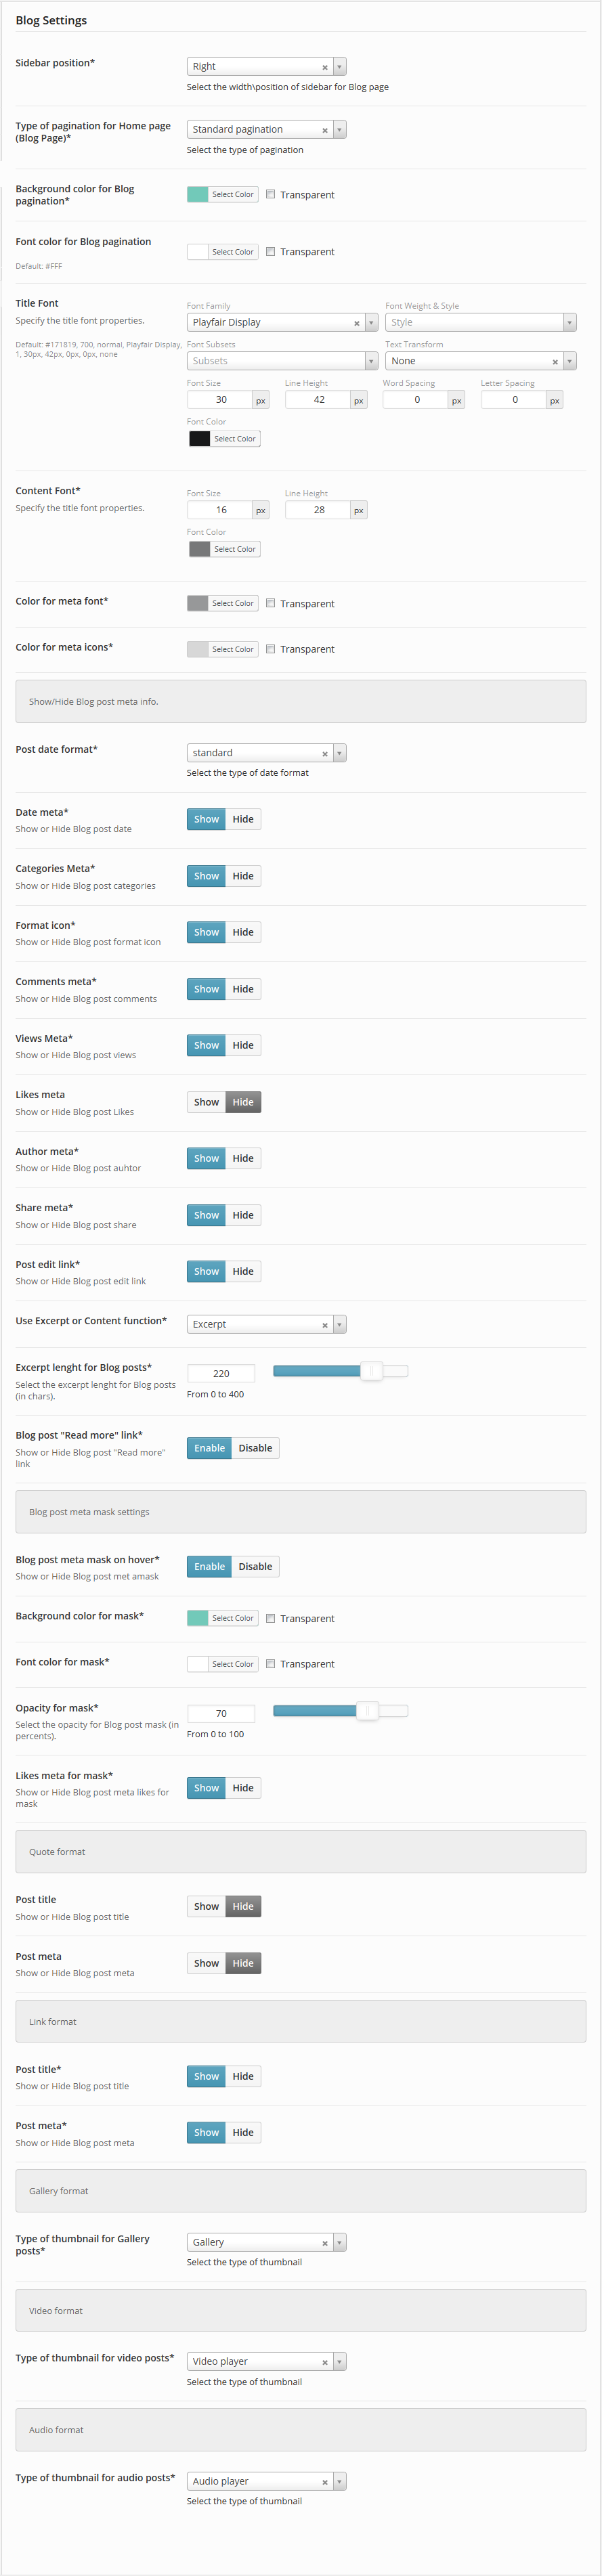 Blog Settings
Sidebar position*
Right
Select the width\position of sidebar for Blog page
Type of pagination for Home page
(Blog Page)*
Standard pagination
Select the type of pagination
Background color for Blog
pagination*
Select Color
Transparent
Font color for Blog pagination
Default: #FFF
Select Color
Transparent
Title Font
Specify the title font properties.
Default: #171819, 700, normal, Playfair Display,
1, 30px, 42px, 0px, 0px, none
Font Family
Font Weight & Style
Playfair Display
Style
Font Subsets
Text Transform
Subsets
None
Font Size
Line Height
Word Spacing
Letter Spacing
30 px
42 px
0 px
0 px
Font Color
Select Color
Content Font*
Specify the title font properties.
Font Size
Line Height
16 px
28 px
Font Color
Select Color
Color for meta font*
Select Color
Transparent
Color for meta icons*
Select Color
Transparent
Show/Hide Blog post meta info.
Post date format*
standard
Select the type of date format
Date meta*
Show or Hide Blog post date
Show Hide
Categories Meta*
Show or Hide Blog post categories
Show Hide
Format icon*
Show or Hide Blog post format icon
Show Hide
Comments meta*
Show or Hide Blog post comments
Show Hide
Views Meta*
Show or Hide Blog post views
Show Hide
Likes meta
Show or Hide Blog post Likes
Show Hide
Author meta*
Show or Hide Blog post auhtor
Show Hide
Share meta*
Show or Hide Blog post share
Show Hide
Post edit link*
Show or Hide Blog post edit link
Show Hide
Use Excerpt or Content function*
Excerpt
Excerpt lenght for Blog posts*
Select the excerpt lenght for Blog posts
(in chars).
220
From 0 to 400
Blog post "Read more" link*
Show or Hide Blog post "Read more"
link
Enable Disable
Blog post meta mask settings
Blog post meta mask on hover*
Show or Hide Blog post met amask
Enable Disable
Background color for mask*
Select Color
Transparent
Font color for mask*
Select Color
Transparent
Opacity for mask*
Select the opacity for Blog post mask (in
percents).
70
From 0 to 100
Likes meta for mask*
Show or Hide Blog post meta likes for
mask
Show Hide
Quote format
Post title
Show or Hide Blog post title
Show Hide
Post meta
Show or Hide Blog post meta
Show Hide
Link format
Post title*
Show or Hide Blog post title
Show Hide
Post meta*
Show or Hide Blog post meta
Show Hide
Gallery format
Type of thumbnail for Gallery
posts*
Gallery
Select the type of thumbnail
Video format
Type of thumbnail for video posts*
Video player
Select the type of thumbnail
Audio format
Type of thumbnail for audio posts*
Audio player
Select the type of thumbnail